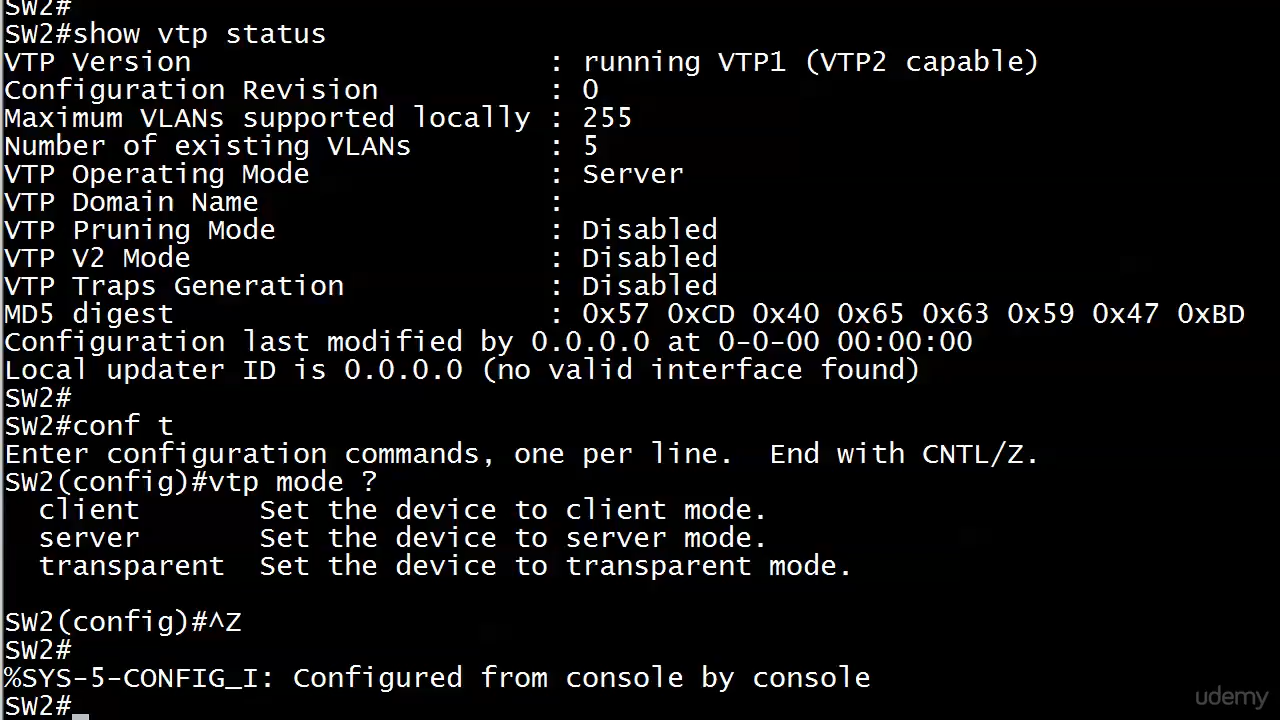 SW2#
SW2#show vtp status
VTP Version                     : running VTP1 (VTP2 capable)
Configuration Revision          : 0
Maximum VLANs supported locally : 255
Number of existing VLANs        : 5
VTP Operating Mode              : Server
VTP Domain Name                 :
VTP Pruning Mode                : Disabled
VTP V2 Mode                     : Disabled
VTP Traps Generation            : Disabled
MD5 digest                      : 0x57 0xCD 0x40 0x65 0x63 0x59 0x47 0xBD
Configuration last modified by 0.0.0.0 at 0-0-00 00:00:00
Local updater ID is 0.0.0.0 (no valid interface found)
SW2#
SW2#conf t
Enter configuration commands, one per line.  End with CNTL/Z.
SW2(config)#vtp mode ?
  client       Set the device to client mode.
  server       Set the device to server mode.
  transparent  Set the device to transparent mode.
SW2(config)#^Z
SW2#
%SYS-5-CONFIG_I: Configured from console by console
SW2#
udemy